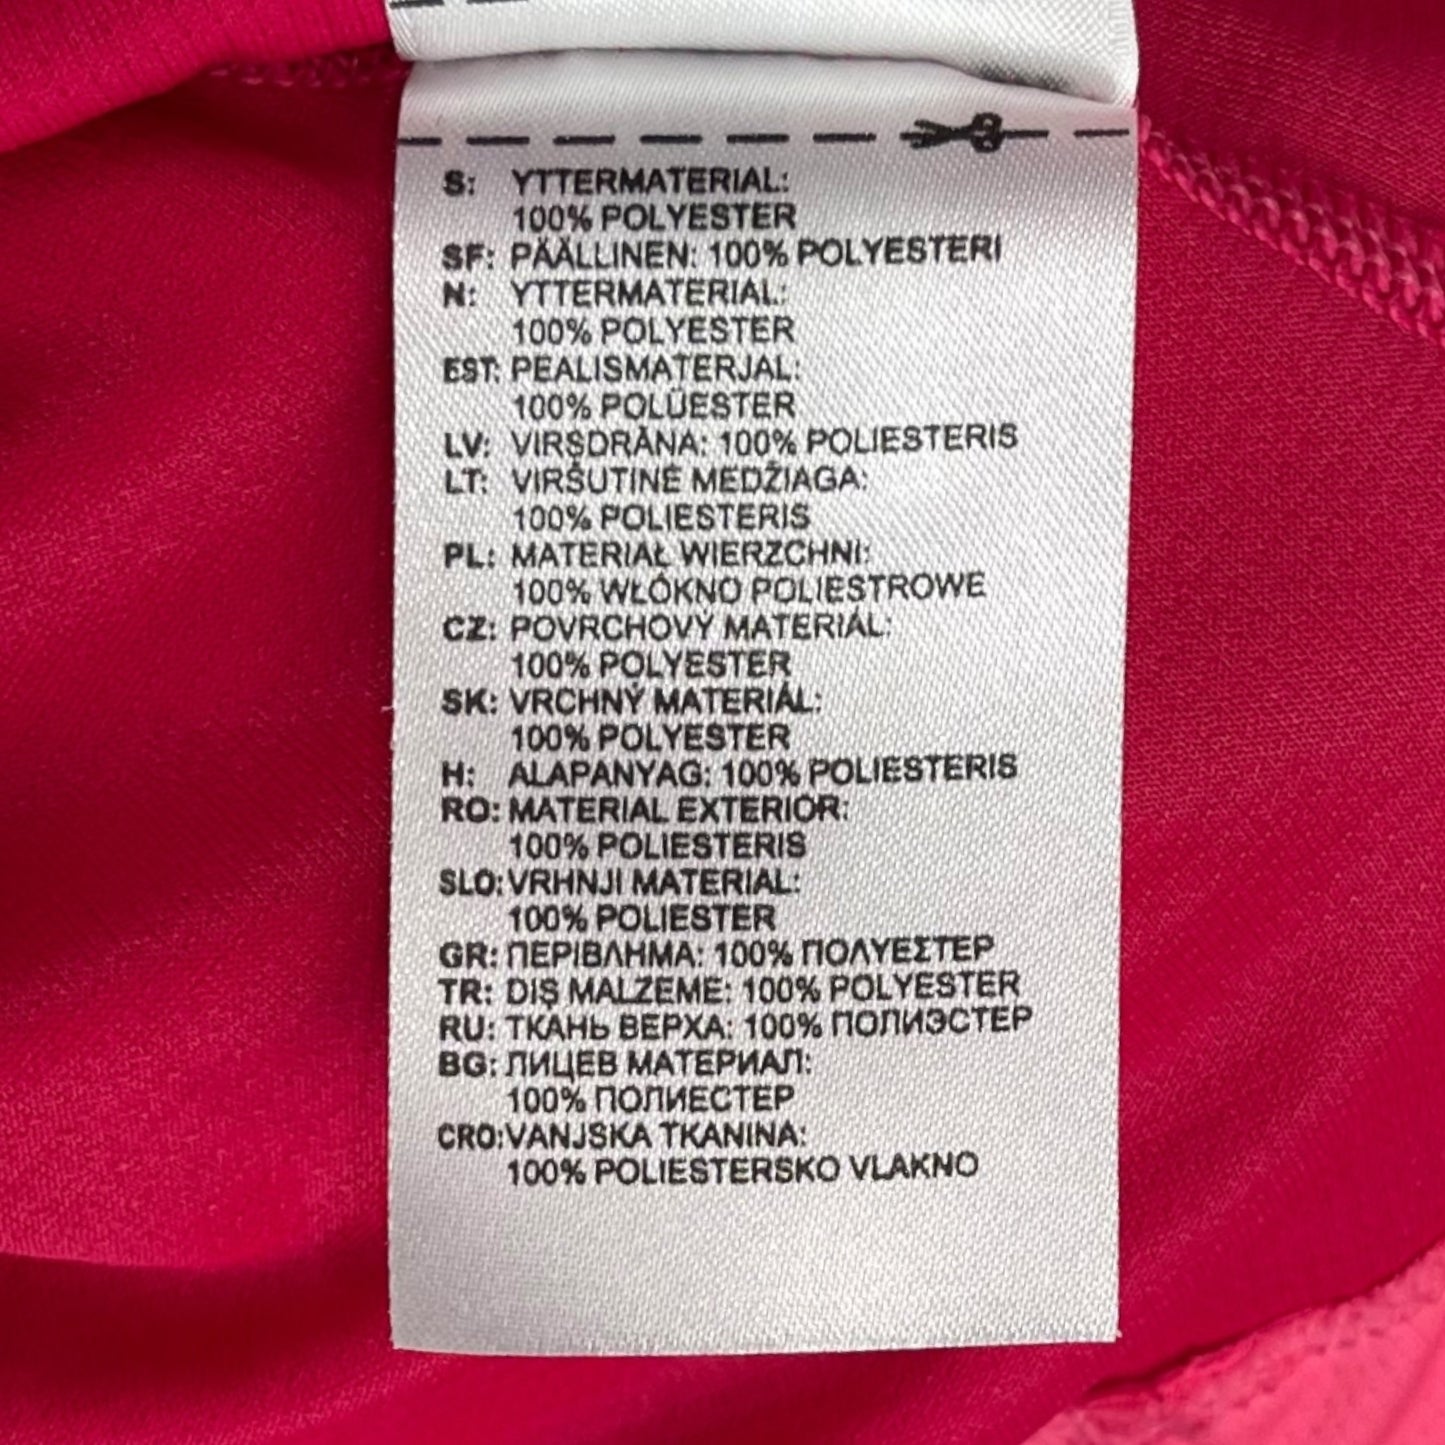 S: YTTERMATERIAL:
100% POLYESTER
SF: PÄÄLLINEN: 100% POLYESTERI
N: YTTERMATERIAL:
100% POLYESTER
EST: PEALISMATERJAL:
100% POLÜESTER
LV: VIRSDRĀNA: 100% POLIESTERIS
LT: VIRŠUTINĖ MEDŽIAGA:
100% POLIESTERIS
PL: MATERIAŁ WIERZCHNI:
100% WŁÓKNO POLIESTROWE
CZ: POVRCHOVÝ MATERIÁL:
100% POLYESTER
SK: VRCHNÝ MATERIÁL:
100% POLYESTER
H: ALAPANYAG: 100% POLIESTERIS
RO: MATERIAL EXTERIOR:
100% POLIESTERIS
SLO: VRHNJI MATERIAL:
100% POLIESTER
GR: ΠΕΡΙΒΛΗΜΑ: 100% ΠΟΛΥΕΣΤΕΡ
TR: DIŞ MALZEME: 100% POLYESTER
RU: ТКАНЬ ВЕРХА: 100% ПОЛИЭСТЕР
BG: ЛИЦЕВ МАТЕРИАЛ:
100% ПОЛИЕСТЕР
CRO: VANJSKA TKANINA:
100% POLIESTERSKO VLAKNO